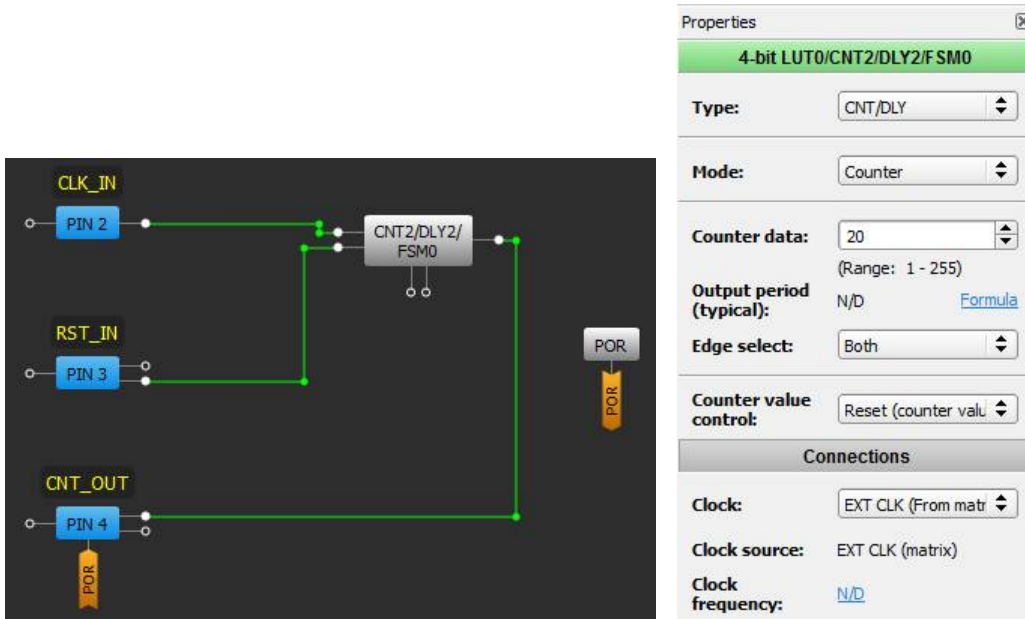 CLK_IN
PIN 2
CNT2/DLY2/
FSM0
RST_IN
PIN 3
POR
POR
CNT_OUT
PIN 4
POR
Properties
4-bit LUT0/CNT2/DLY2/FSM0
Type: CNT/DLY
Mode: Counter
Counter data: 20
(Range: 1 - 255)
Output period
(typical): N/D Formula
Edge select: Both
Counter value
control: Reset (counter valu
Connections
Clock: EXT CLK (From matr
Clock source: EXT CLK (matrix)
Clock
frequency: N/D